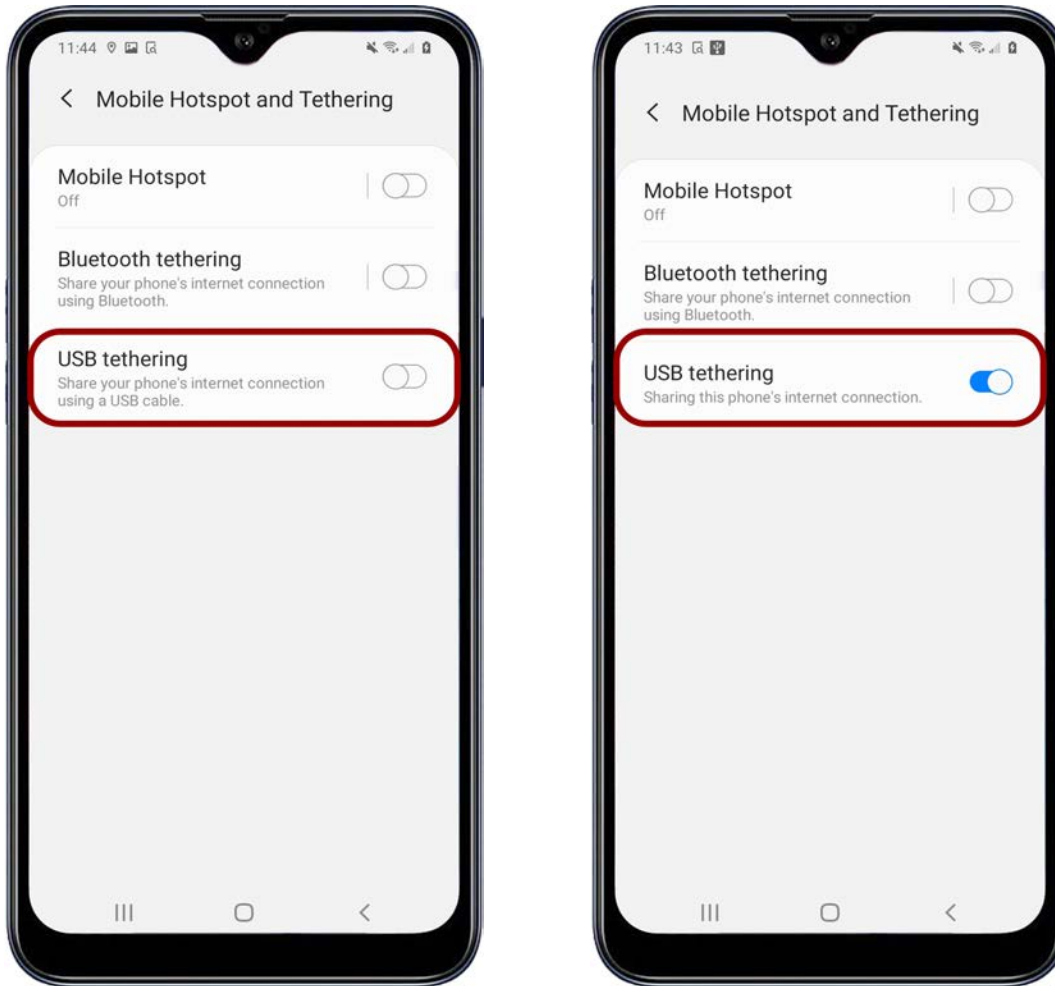 11:44
Mobile Hotspot and Tethering
Mobile Hotspot
Off
Bluetooth tethering
Share your phone's internet connection
using Bluetooth.
USB tethering
Share your phone's internet connection
using a USB cable.
11:43
Mobile Hotspot and Tethering
Mobile Hotspot
Off
Bluetooth tethering
Share your phone's internet connection
using Bluetooth.
USB tethering
Sharing this phone's internet connection.